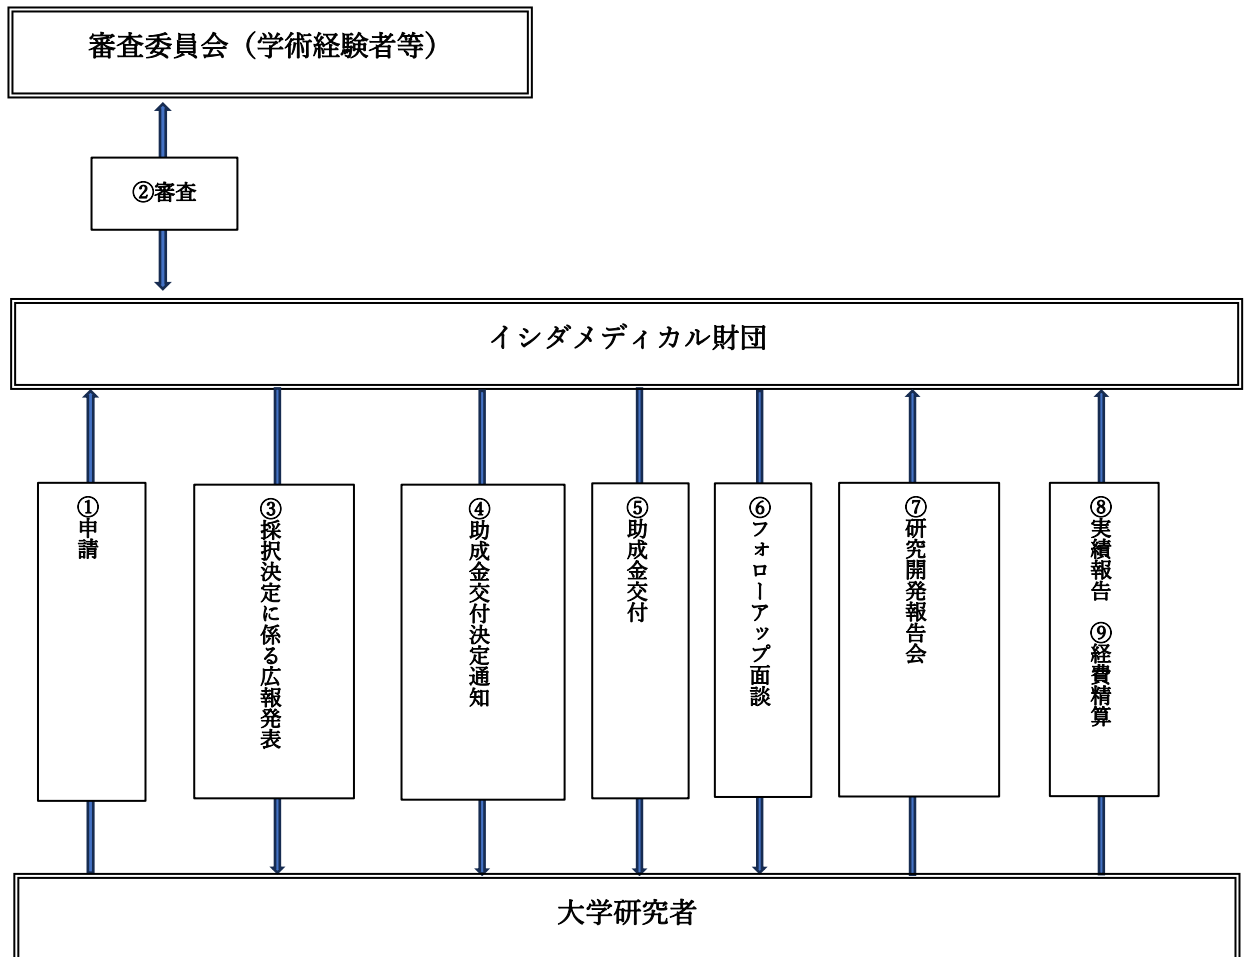 審査委員会（学術経験者等）
②審査
イシダメディカル財団
①申請
③採択決定に係る広報発表
④助成金交付決定通知
⑤助成金交付
⑥フォローアップ面談
⑦研究開発報告会
⑧実績報告　⑨経費精算
大学研究者